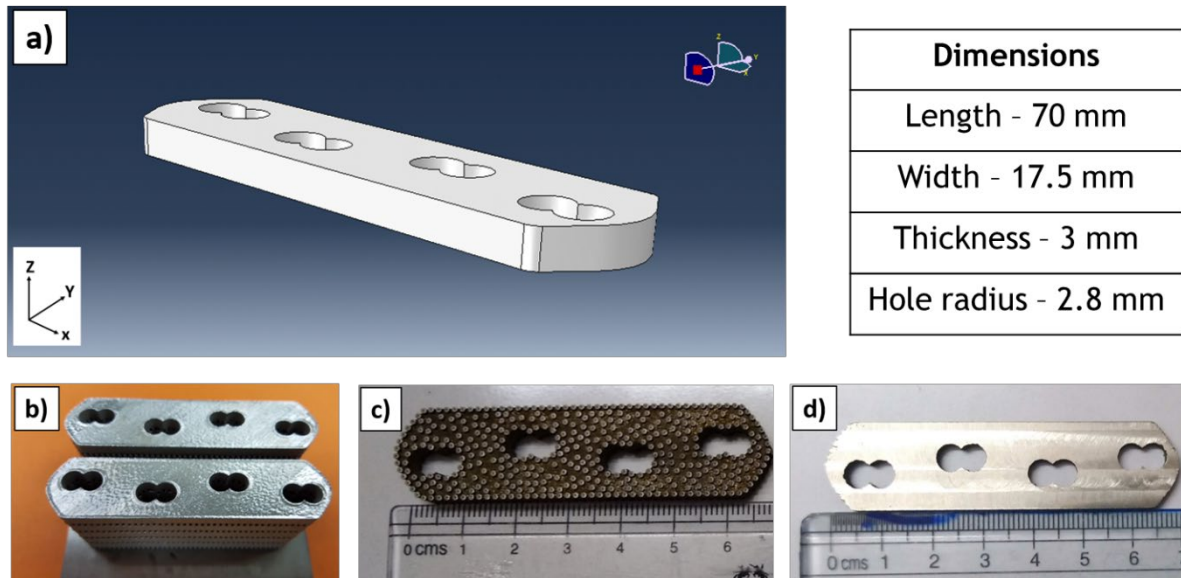 a)
Z
Y
X
Z
Y
x
Dimensions
Length – 70 mm
Width – 17.5 mm
Thickness – 3 mm
Hole radius – 2.8 mm
b)
c)
0 cms 1 2 3 4 5 6
d)
0 cms 1 2 3 4 5 6